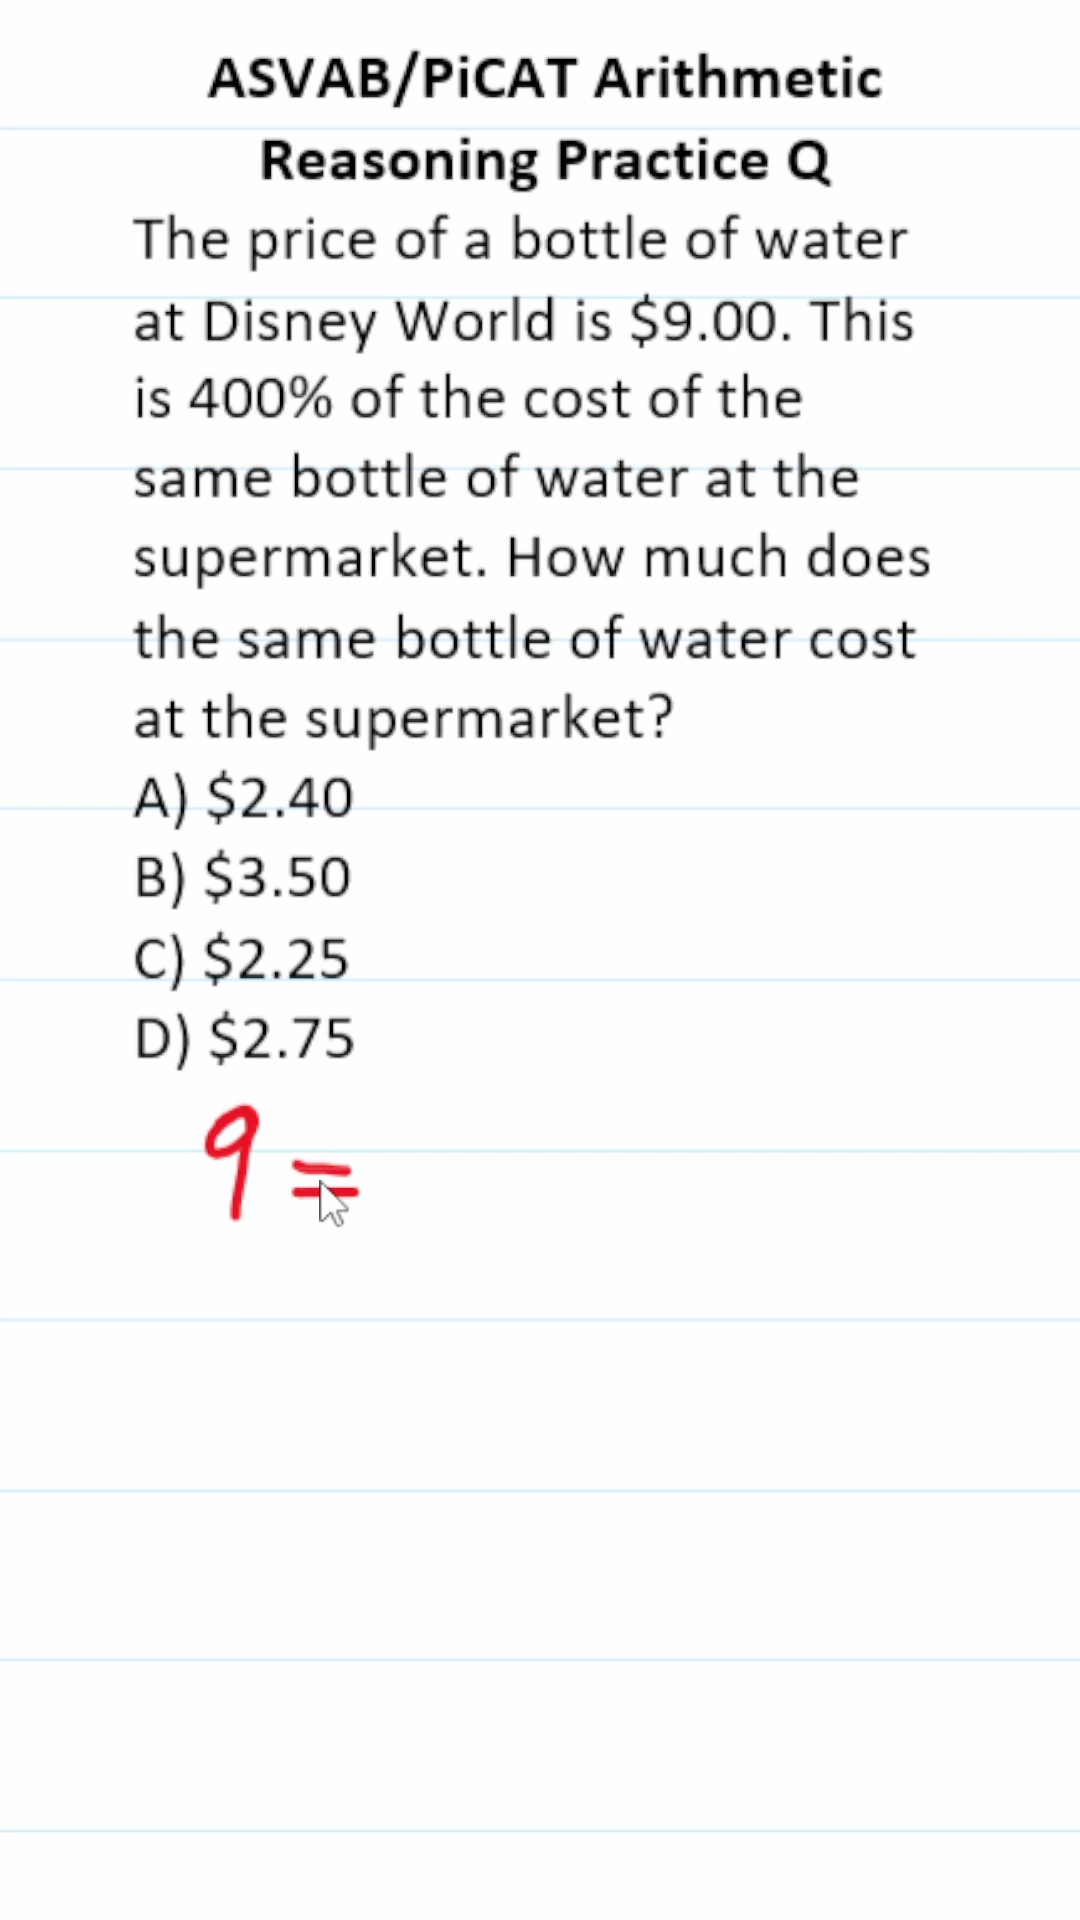 ASVAB/PiCAT Arithmetic
Reasoning Practice Q
The price of a bottle of water
at Disney World is $9.00. This
is 400% of the cost of the
same bottle of water at the
supermarket. How much does
the same bottle of water cost
at the supermarket?
A) $2.40
B) $3.50
C) $2.25
D) $2.75
9 =